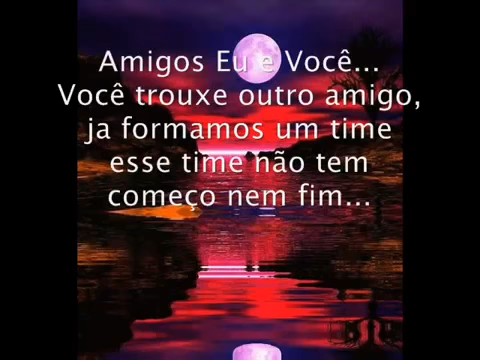 Amigos Eu e Você...
Você trouxe outro amigo,
ja formamos um time
esse time não tem
começo nem fim...